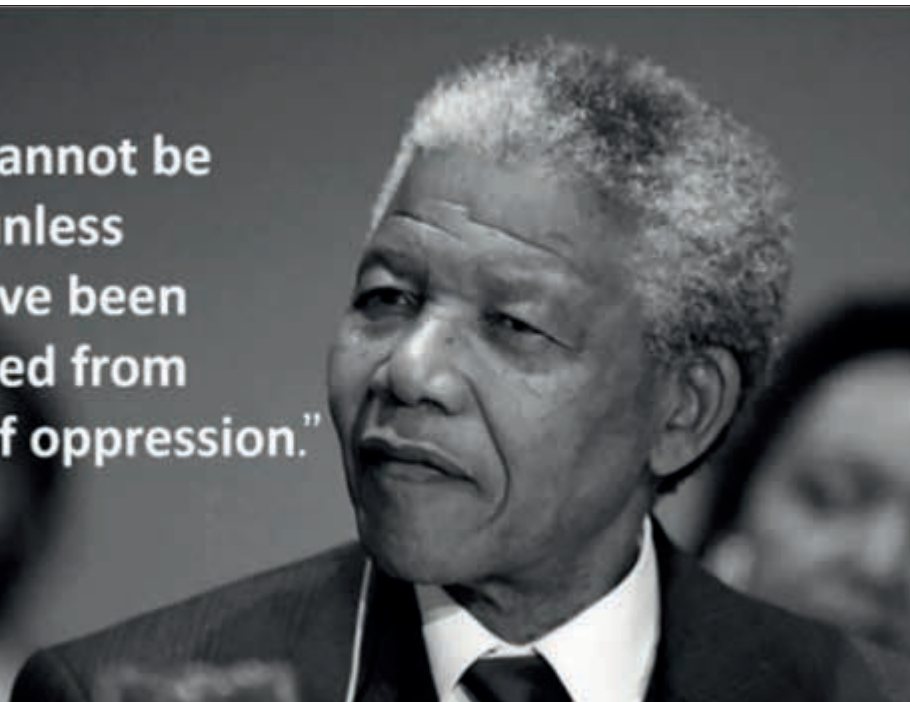 annot be
nless
ve been
ed from
f oppression.”